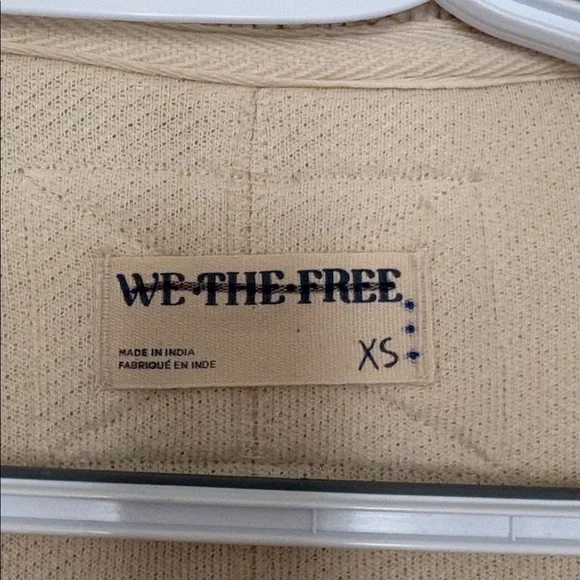 WE•THE•FREE
MADE IN INDIA
FABRIQUÉ EN INDE
XS